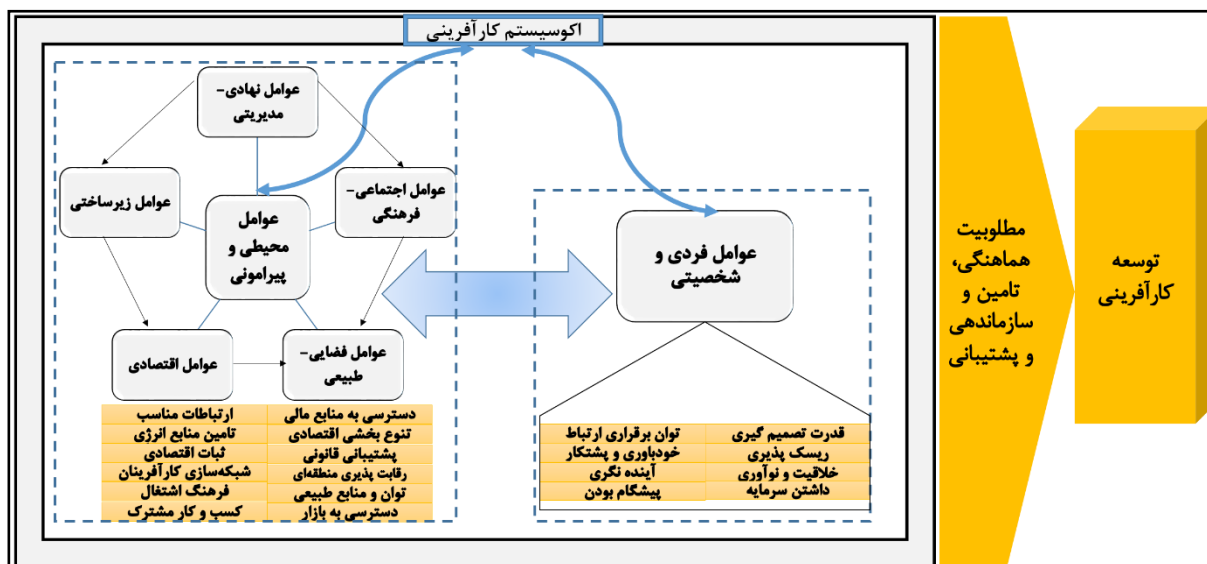 اکوسیستم کارآفرینی
عوامل نهادی-
مدیریتی
عوامل اجتماعی-
فرهنگی
عوامل زیرساختی
عوامل
محیطی و
پیرامونی
عوامل فضایی-
طبیعی
عوامل اقتصادی
دسترسی به منابع مالی
ارتباطات مناسب
تنوع بخشی اقتصادی
تامین منابع انرژی
پشتیبانی قانونی
ثبات اقتصادی
رقابت پذیری منطقه‌ای
شبکه‌سازی کارآفرینان
توان و منابع طبیعی
فرهنگ اشتغال
دسترسی به بازار
کسب و کار مشترک
عوامل فردی و
شخصیتی
قدرت تصمیم گیری
توان برقراری ارتباط
ریسک پذیری
خودباوری و پشتکار
خلاقیت و نوآوری
آینده نگری
داشتن سرمایه
پیشگام بودن
مطلوبیت
هماهنگی،
تامین و
سازماندهی
و پشتیبانی
توسعه
کارآفرینی